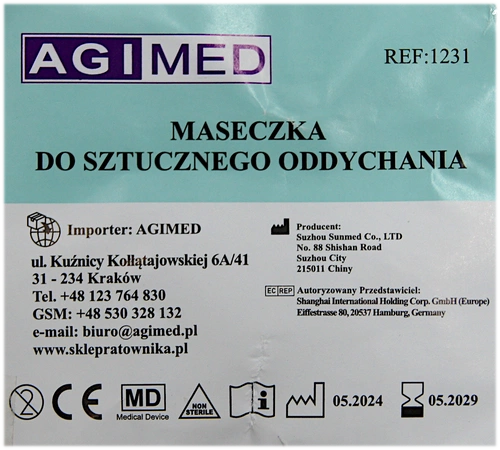 AGIMED
REF:1231
MASECZKA
DO SZTUCZNEGO ODDYCHANIA
Importer: AGIMED
ul. Kuźnicy Kołłątajowskiej 6A/41
31 - 234 Kraków
Tel. +48 123 764 830
GSM: +48 530 328 132
e-mail: biuro@agimed.pl
www.sklepratownika.pl
Producent:
Suzhou Sunmed Co., LTD
No. 88 Shishan Road
Suzhou City
215011 Chiny
EC REP Autoryzowany Przedstawiciel:
Shanghai International Holding Corp. GmbH (Europe)
Eiffestrasse 80, 20537 Hamburg, Germany
2 CE MD NON STERILE i 05.2024 05.2029
Medical Device